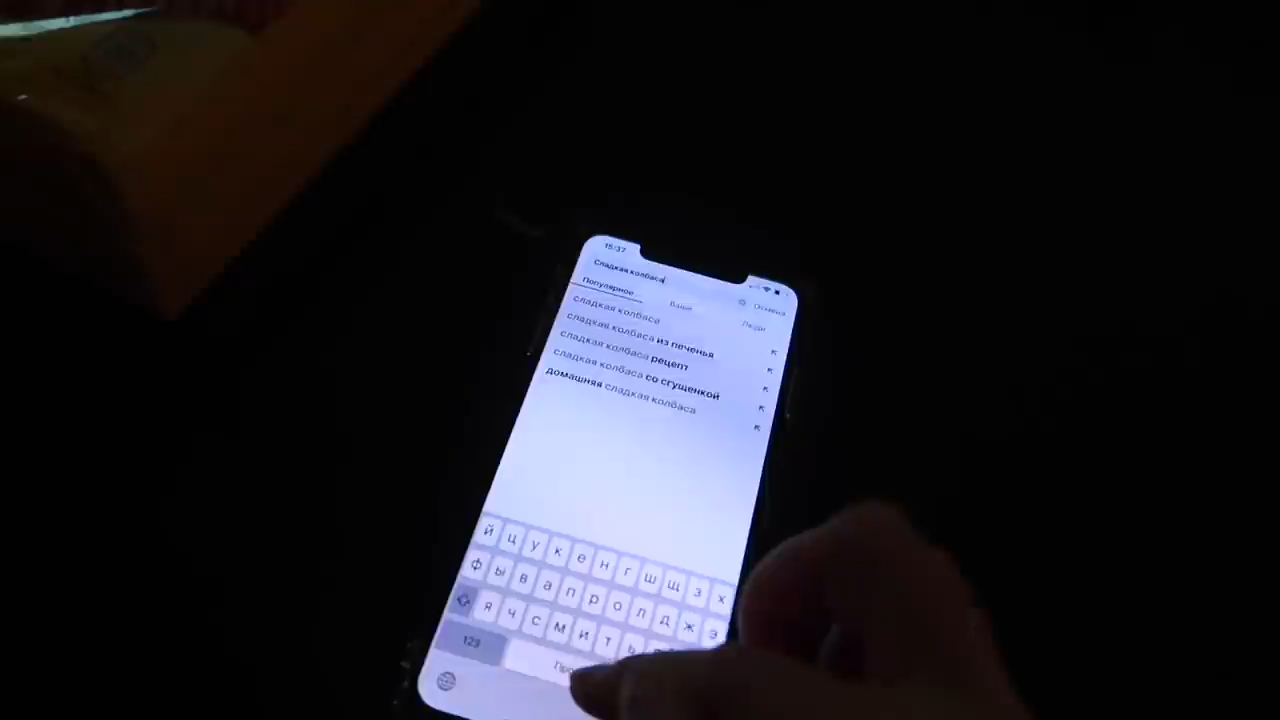 15:37
Сладкая колбаса
Отмена
Популярное Ваши Люди
сладкая колбаса
сладкая колбаса из печенья
сладкая колбаса рецепт
сладкая колбаса со сгущенкой
домашняя сладкая колбаса
й ц у к е н г ш щ з х
ф ы в а п р о л д ж э
я ч с м и т ь
123